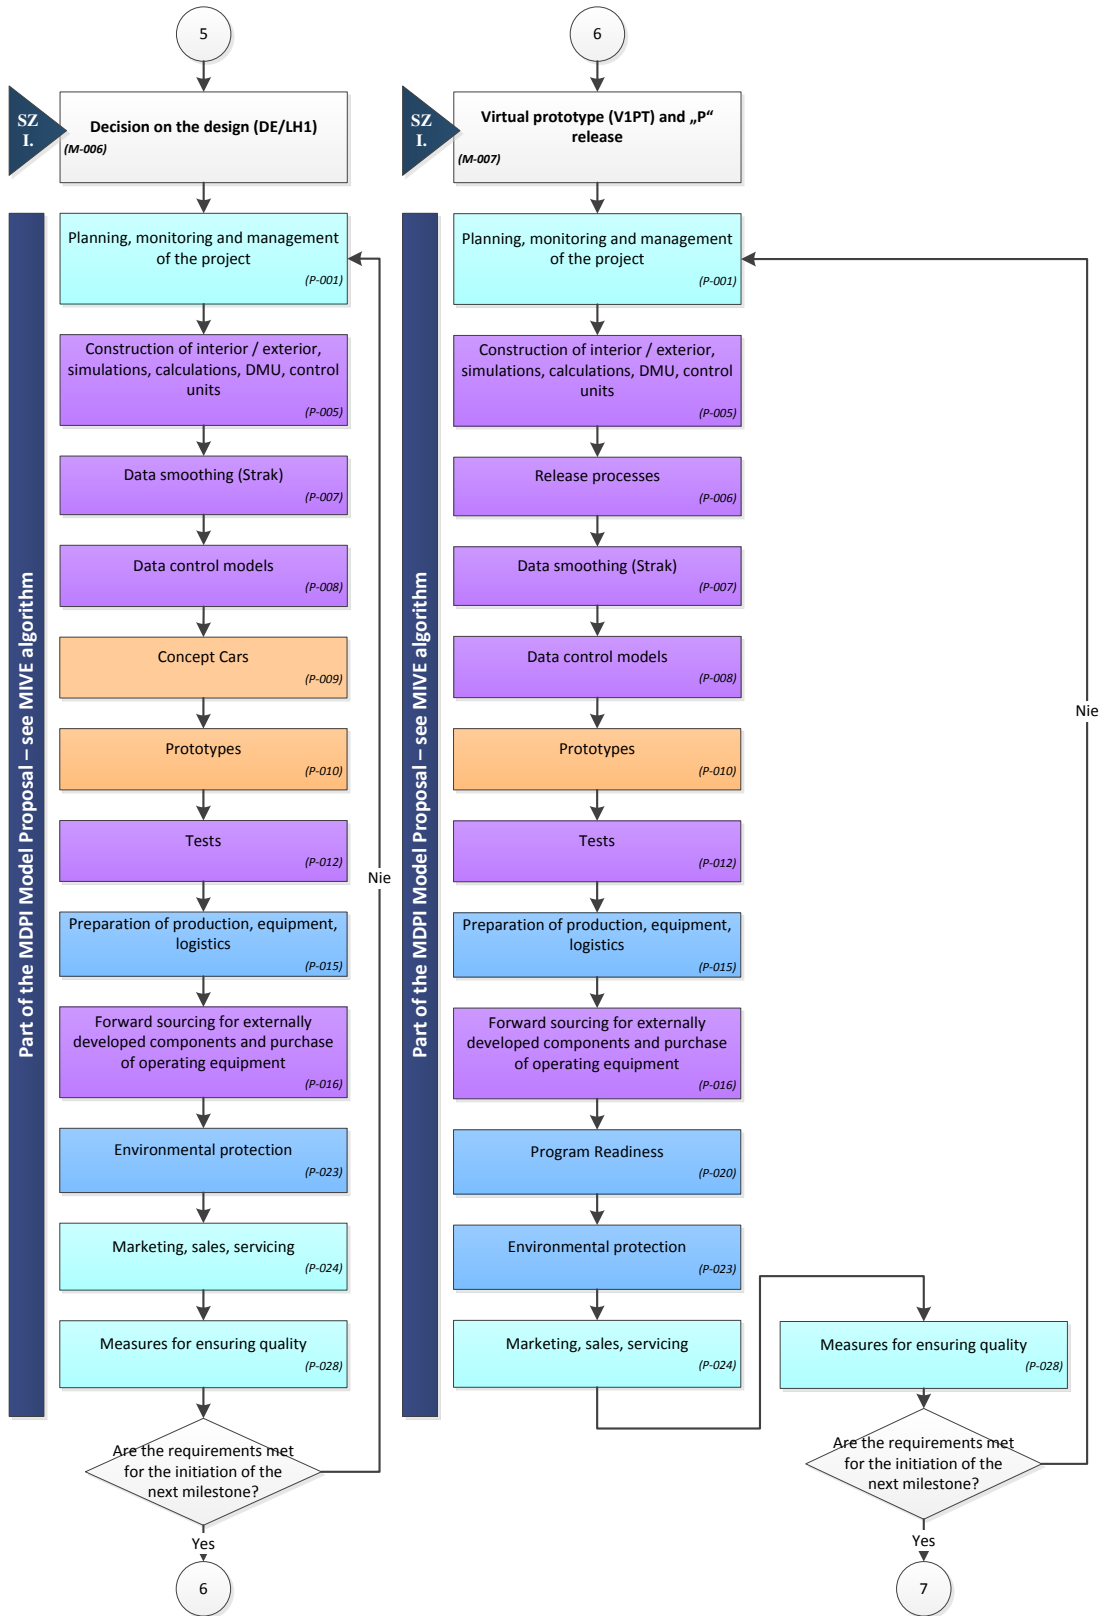 5
SZ
I.
Decision on the design (DE/LH1)
(M-006)
Part of the MDPI Model Proposal – see MIVE algorithm
Planning, monitoring and management
of the project
(P-001)
Construction of interior / exterior,
simulations, calculations, DMU, control
units
(P-005)
Data smoothing (Strak)
(P-007)
Data control models
(P-008)
Concept Cars
(P-009)
Prototypes
(P-010)
Tests
(P-012)
Nie
Preparation of production, equipment,
logistics
(P-015)
Forward sourcing for externally
developed components and purchase
of operating equipment
(P-016)
Environmental protection
(P-023)
Marketing, sales, servicing
(P-024)
Measures for ensuring quality
(P-028)
Are the requirements met
for the initiation of the
next milestone?
Yes
6
6
SZ
I.
Virtual prototype (V1PT) and „P“
release
(M-007)
Part of the MDPI Model Proposal – see MIVE algorithm
Planning, monitoring and management
of the project
(P-001)
Construction of interior / exterior,
simulations, calculations, DMU, control
units
(P-005)
Release processes
(P-006)
Data smoothing (Strak)
(P-007)
Data control models
(P-008)
Nie
Prototypes
(P-010)
Tests
(P-012)
Preparation of production, equipment,
logistics
(P-015)
Forward sourcing for externally
developed components and purchase
of operating equipment
(P-016)
Program Readiness
(P-020)
Environmental protection
(P-023)
Marketing, sales, servicing
(P-024)
Measures for ensuring quality
(P-028)
Are the requirements met
for the initiation of the
next milestone?
Yes
7